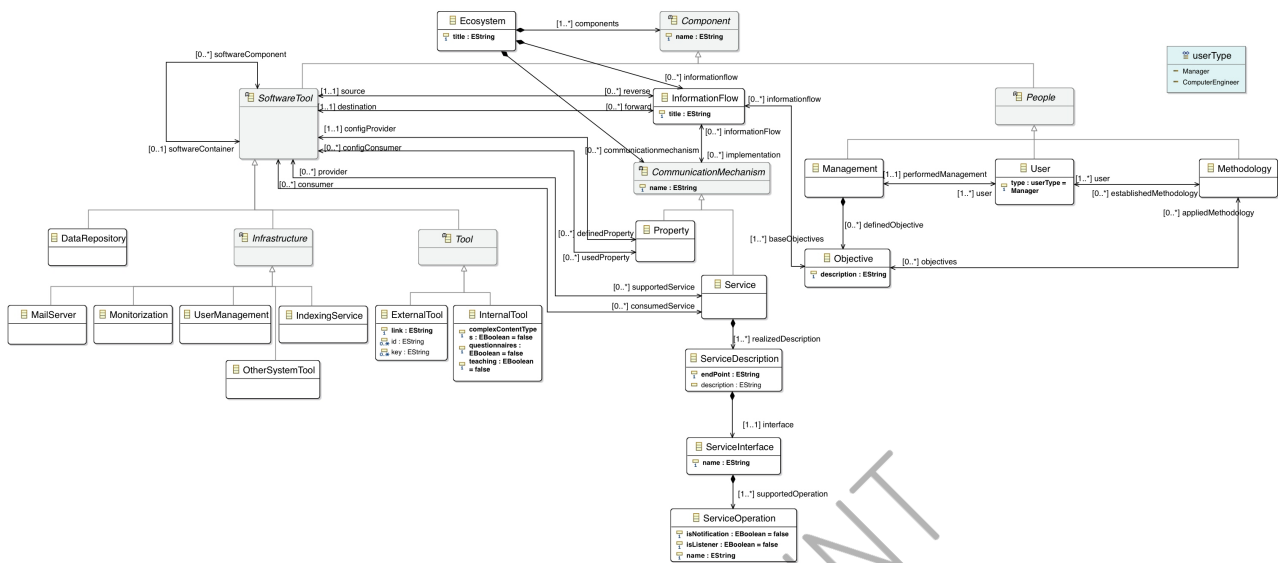 Ecosystem
title : EString
[1..*] components
Component
name : EString
userType
Manager
ComputerEngineer
[0..*] softwareComponent
[0..*] informationflow
SoftwareTool
[1..1] source
[0..*] reverse
InformationFlow
title : EString
[0..*] informationflow
People
[1..1] destination
[0..*] forward
[1..1] configProvider
[0..*] informationFlow
[0..1] softwareContainer
[0..*] configConsumer
[0..*] communicationmechanism
[0..*] implementation
[0..*] provider
[0..*] consumer
CommunicationMechanism
name : EString
Management
[1..1] performedManagement
[1..*] user
User
type : userType =
Manager
[1..*] user
[0..*] establishedMethodology
Methodology
[0..*] appliedMethodology
DataRepository
Infrastructure
Tool
[0..*] definedProperty
[0..*] usedProperty
Property
[0..*] definedObjective
[1..*] baseObjectives
Objective
description : EString
[0..*] objectives
[0..*] supportedService
[0..*] consumedService
Service
MailServer
Monitorization
UserManagement
IndexingService
ExternalTool
link : EString
id : EString
key : EString
InternalTool
complexContentType
s : EBoolean = false
questionnaires
: EBoolean = false
teaching : EBoolean
= false
OtherSystemTool
[1..*] realizedDescription
ServiceDescription
endPoint : EString
description : EString
[1..1] interface
ServiceInterface
name : EString
[1..*] supportedOperation
ServiceOperation
isNotification : EBoolean = false
isListener : EBoolean = false
name : EString